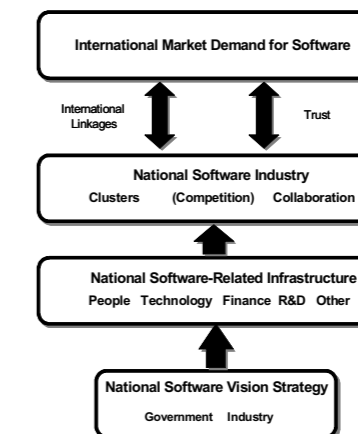 International Market Demand for Software
International
Linkages
Trust
National Software Industry
Clusters (Competition) Collaboration
National Software-Related Infrastructure
People Technology Finance R&D Other
National Software Vision Strategy
Government Industry